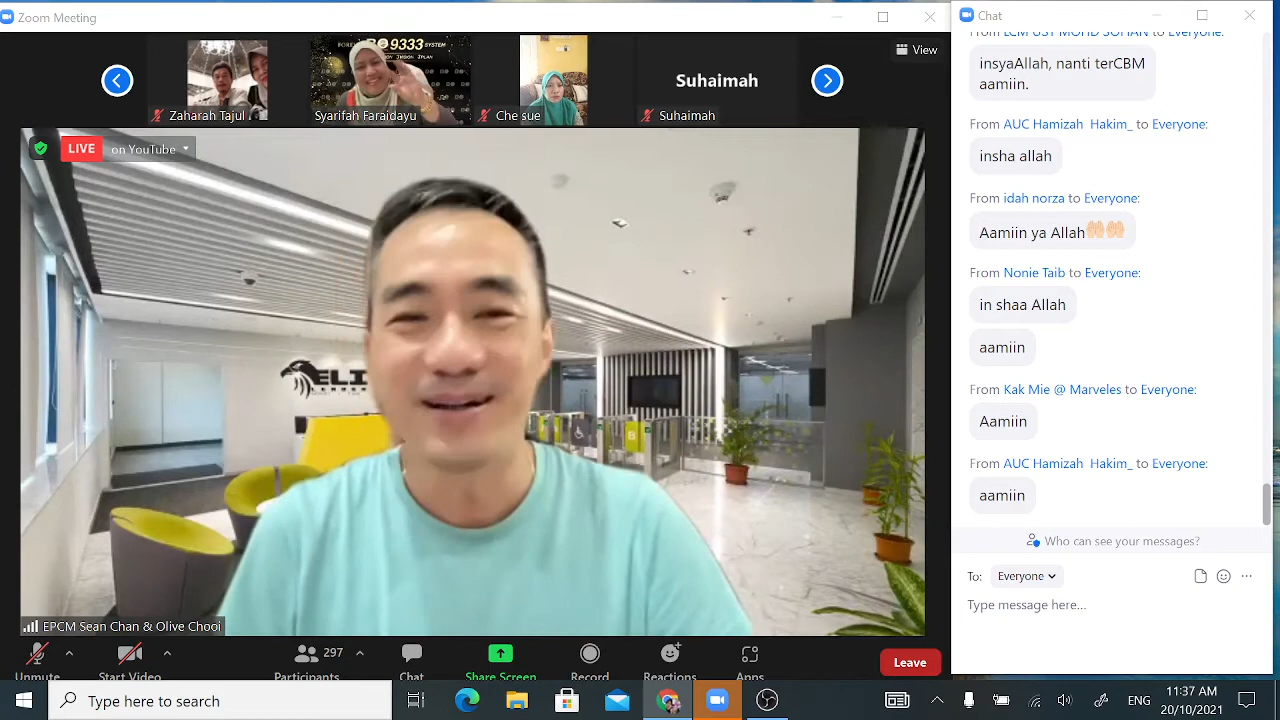 Zoom Meeting
Zaharah Tajul
9333 SYSTEM
Syarifah Faraidayu
Che sue
Suhaimah
Suhaimah
View
LIVE on YouTube
ELI
EPCM Sean Chan & Olive Chooi
Unmute
Start Video
297
Participants
Chat
Share Screen
Record
Reactions
Apps
Leave
Chat
to Everyone:
insyaAllah, nanti terCBM
aamiin.
From AUC Hamizah Hakim_ to Everyone:
insha allah
From idah norza to Everyone:
Aamiin ya Allah🤲🏻🤲🏻
From Nonie Taib to Everyone:
in shaa Allah
aamiin
From Kak Mie @ Marveles to Everyone:
Aamiin
From AUC Hamizah Hakim_ to Everyone:
aamiin
Who can see your messages?
To: Everyone
Type message here...
Type here to search
ENG
11:37 AM
20/10/2021